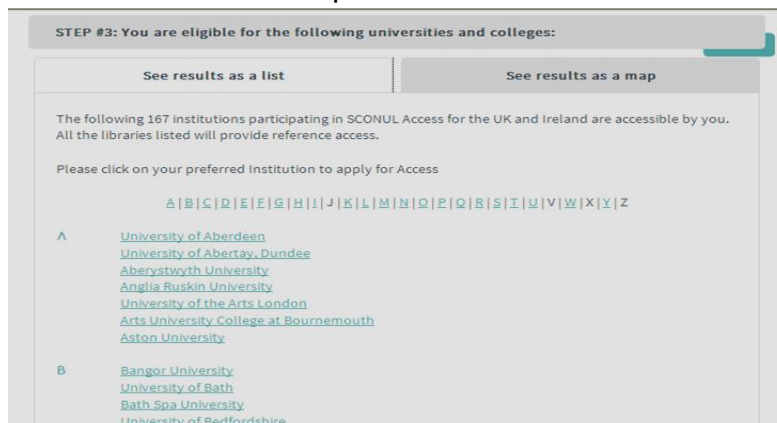 STEP #3: You are eligible for the following universities and colleges:
See results as a list
See results as a map
The following 167 institutions participating in SCONUL Access for the UK and Ireland are accessible by you.
All the libraries listed will provide reference access.
Please click on your preferred Institution to apply for Access
A | B | C | D | E | F | G | H | I | J | K | L | M | N | O | P | Q | R | S | T | U | V | W | X | Y | Z
A
University of Aberdeen
University of Abertay, Dundee
Aberystwyth University
Anglia Ruskin University
University of the Arts London
Arts University College at Bournemouth
Aston University
B
Bangor University
University of Bath
Bath Spa University
University of Bedfordshire